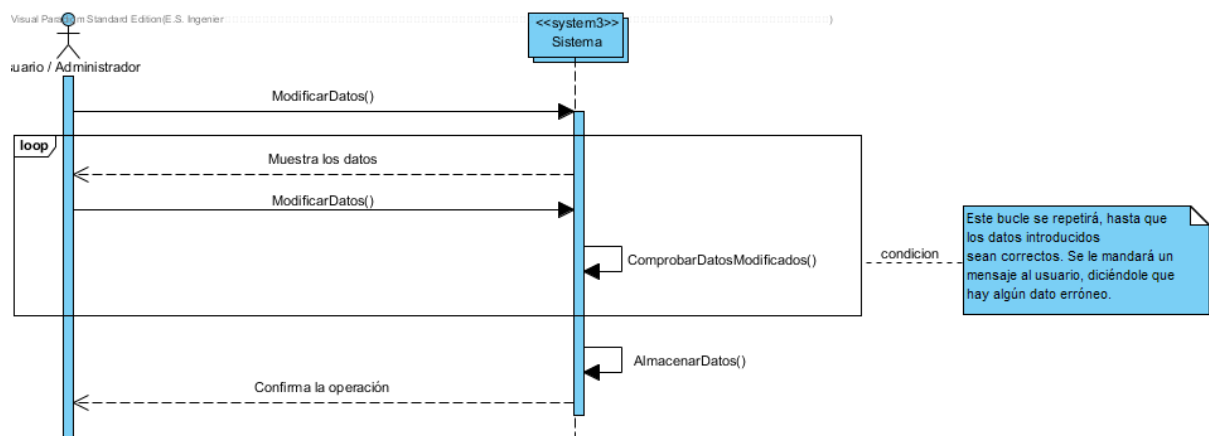 Visual Paradigm Standard Edition(E.S. Ingenier
)
<<system3>>
Sistema
uario / Administrador
ModificarDatos()
loop
Muestra los datos
ModificarDatos()
ComprobarDatosModificados()
condicion
Este bucle se repetirá, hasta que
los datos introducidos
sean correctos. Se le mandará un
mensaje al usuario, diciéndole que
hay algún dato erróneo.
AlmacenarDatos()
Confirma la operación